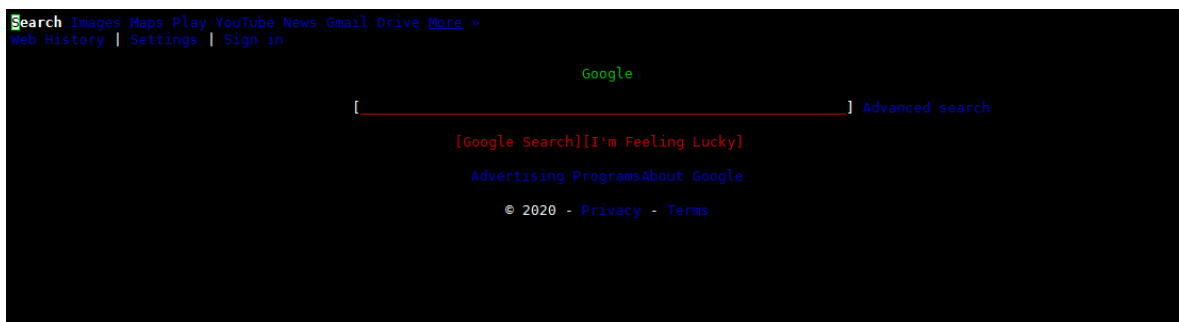 Search Images Maps Play YouTube News Gmail Drive More »
Web History | Settings | Sign in
Google
[_________________________________________________________] Advanced search
[Google Search][I'm Feeling Lucky]
Advertising ProgramsAbout Google
© 2020 - Privacy - Terms